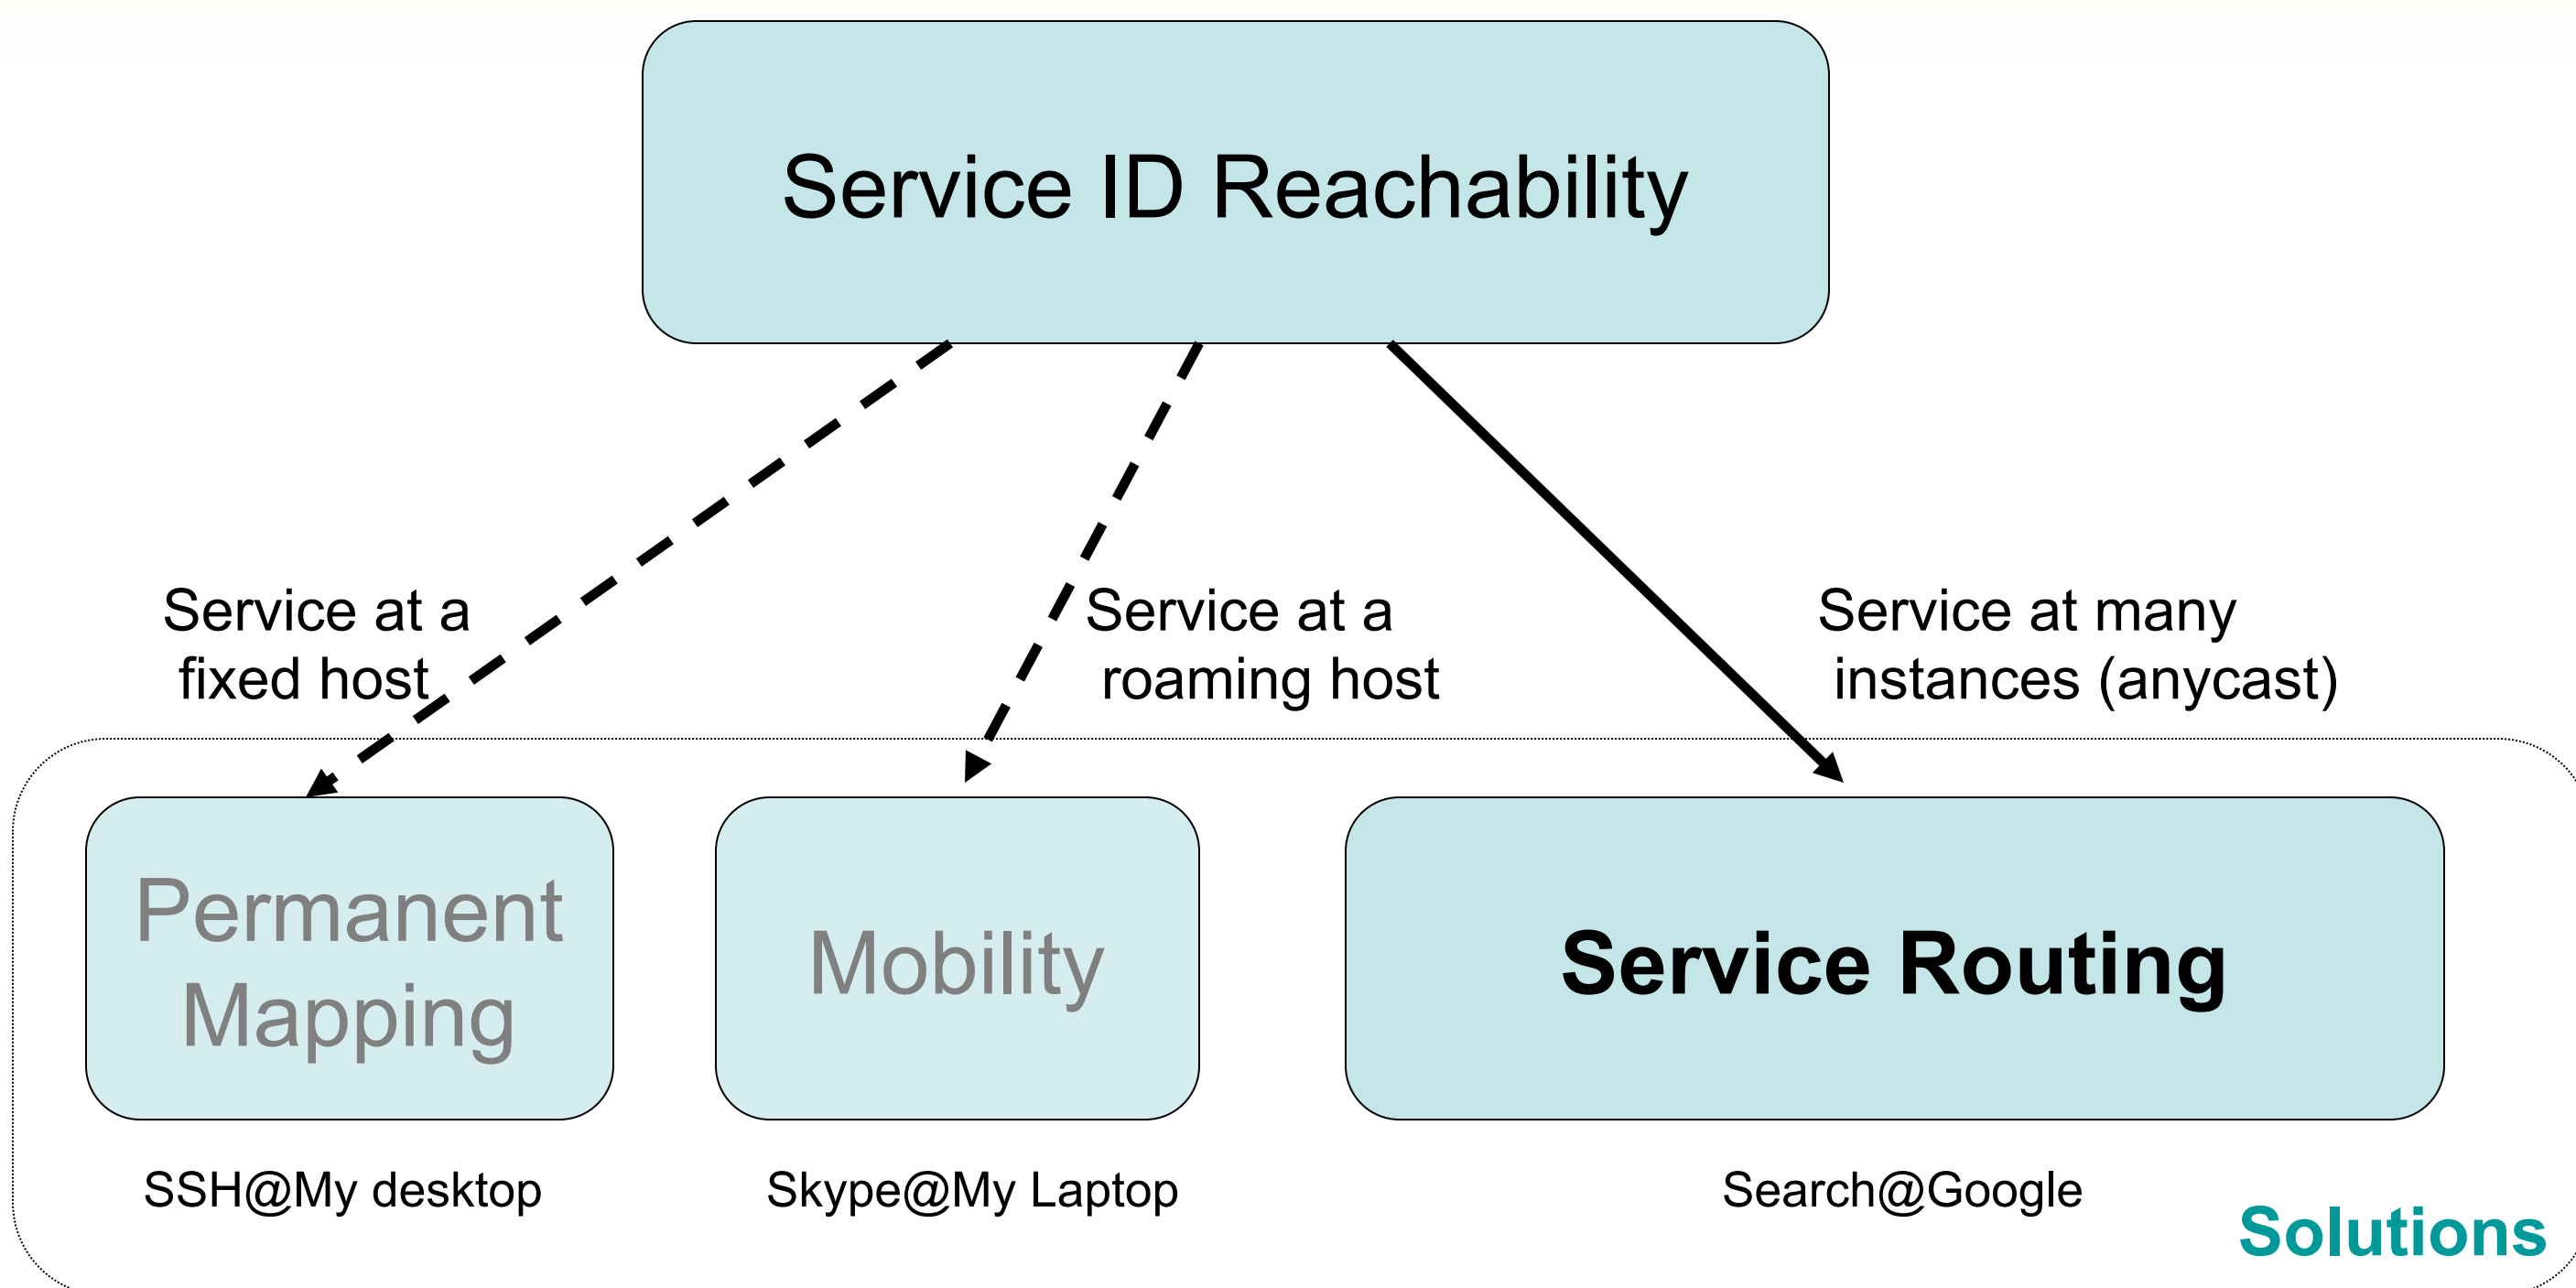 Service ID Reachability
Service at a
fixed host
Service at a
roaming host
Service at many
instances (anycast)
Permanent
Mapping
Mobility
Service Routing
SSH@My desktop
Skype@My Laptop
Search@Google
Solutions